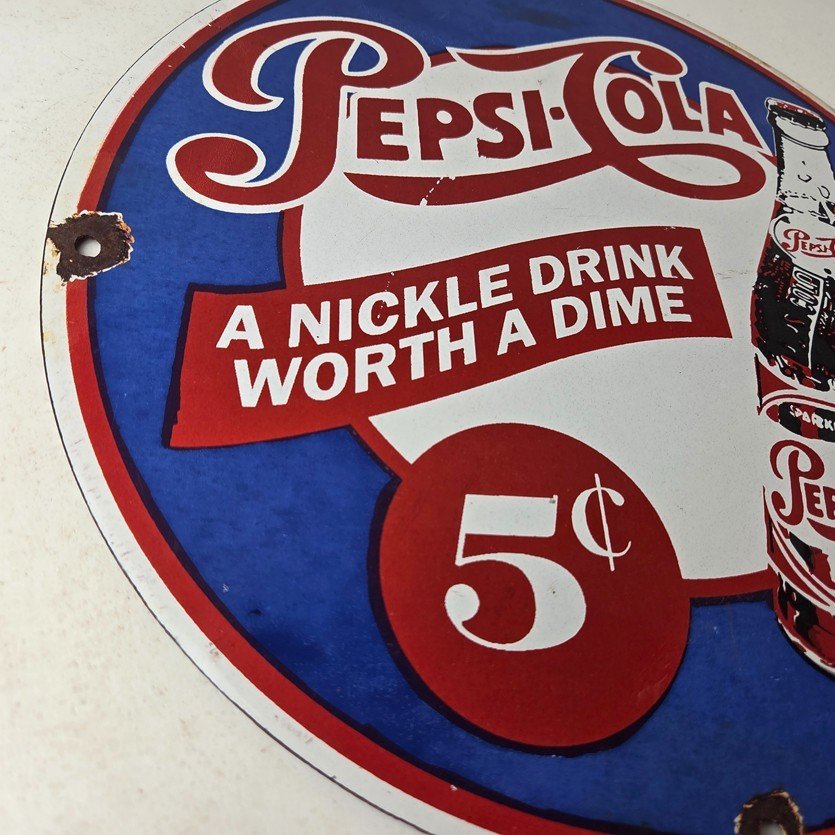 PEPSI·COLA
A NICKLE DRINK
WORTH A DIME
5¢